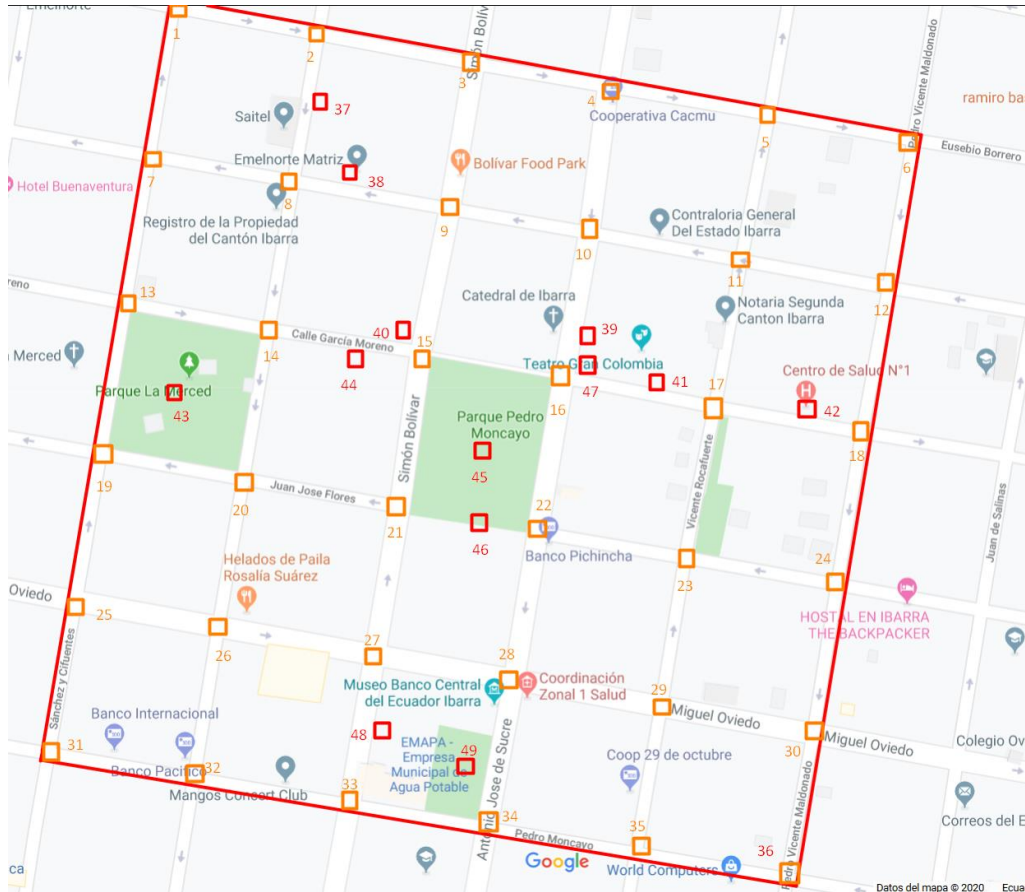 Emelnorte
1
2
Simón Bolív
3
4
Cooperativa Cacmu
5
6
Pedro Vicente Maldonado
Eusebio Borrero
ramiro ba
Saitel
37
Emelnorte Matriz
38
Bolívar Food Park
Hotel Buenaventura
7
8
Registro de la Propiedad
del Cantón Ibarra
9
10
Contraloria General
Del Estado Ibarra
11
12
13
reno
Catedral de Ibarra
Notaria Segunda
Canton Ibarra
Calle García Moreno
40
39
14
15
Teatro Gran Colombia
Merced
Parque La Merced
44
47
41
Centro de Salud N°1
16
17
42
43
Parque Pedro
Moncayo
18
Simón Bolívar
45
19
Vicente Rocafuerte
Juan Jose Flores
20
21
22
46
Juan de Salinas
Banco Pichincha
23
24
Helados de Paila
Rosalía Suárez
Oviedo
25
26
27
28
HOSTAL EN IBARRA
THE BACKPACKER
Sánchez y Cifuentes
Museo Banco Central
del Ecuador Ibarra
Coordinación
Zonal 1 Salud
29
Miguel Oviedo
30
Miguel Oviedo
Banco Internacional
48
EMAPA -
Empresa
Municipal de
Agua Potable
49
Coop 29 de octubre
Colegio Ov
31
Banco Pacífico
32
Mangos Concert Club
33
Antonio Jose de Sucre
34
Pedro Moncayo
35
36
Pedro Vicente Maldonado
Correos del E
Google
World Computers
ca
Datos del mapa © 2020 Ecua